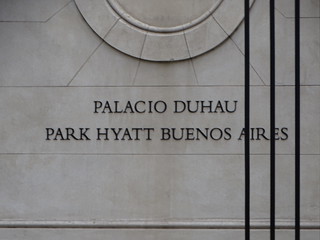 PALACIO DUHAU
PARK HYATT BUENOS AIRES